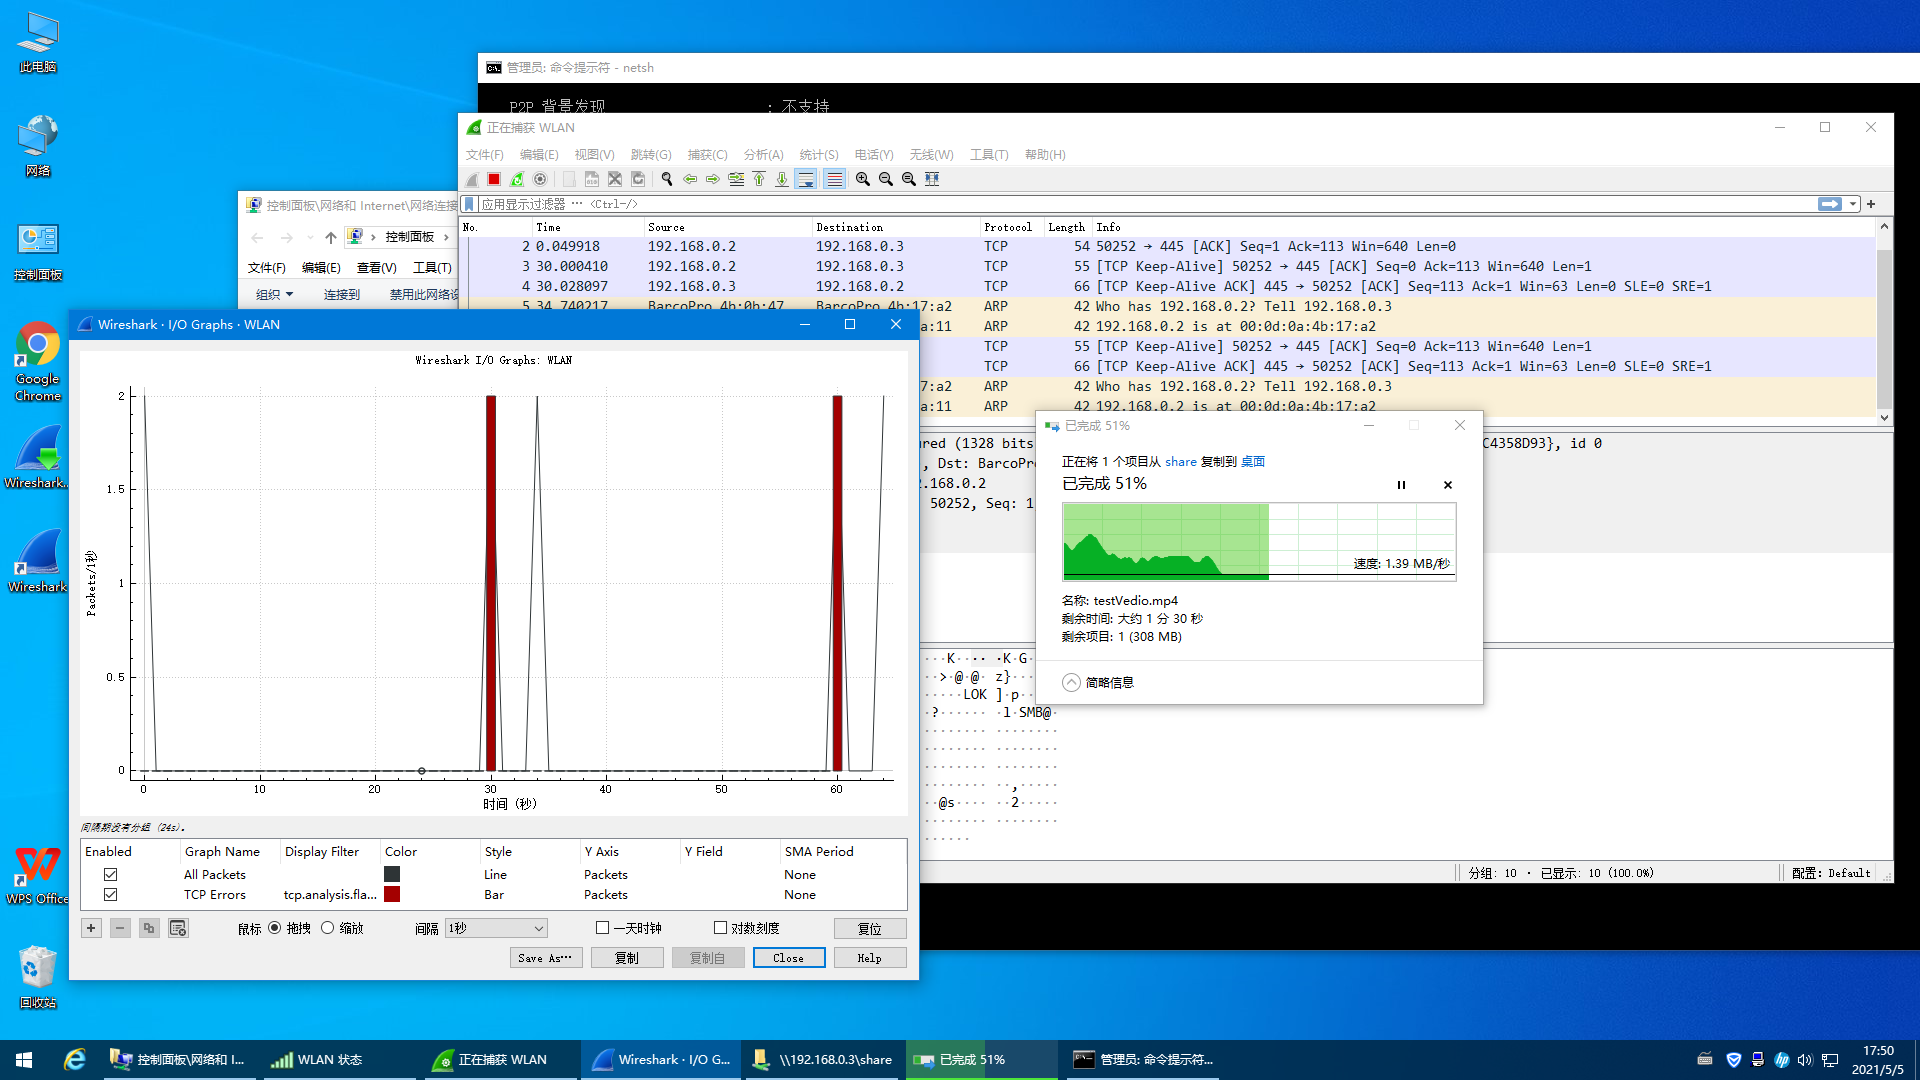 此电脑
网络
控制面板
Google
Chrome
Wireshark..
Wireshark
WPS Office
回收站
管理员: 命令提示符 - netsh
P2P 背景发现 : 不支持
控制面板\网络和 Internet\网络连接
控制面板
文件(F) 编辑(E) 查看(V) 工具(T)
组织 连接到 禁用此网络设
正在捕获 WLAN
文件(F) 编辑(E) 视图(V) 跳转(G) 捕获(C) 分析(A) 统计(S) 电话(Y) 无线(W) 工具(T) 帮助(H)
应用显示过滤器 … <Ctrl-/>
No. Time Source Destination Protocol Length Info
2 0.049918 192.168.0.2 192.168.0.3 TCP 54 50252 → 445 [ACK] Seq=1 Ack=113 Win=640 Len=0
3 30.000410 192.168.0.2 192.168.0.3 TCP 55 [TCP Keep-Alive] 50252 → 445 [ACK] Seq=0 Ack=113 Win=640 Len=1
4 30.028097 192.168.0.3 192.168.0.2 TCP 66 [TCP Keep-Alive ACK] 445 → 50252 [ACK] Seq=113 Ack=1 Win=63 Len=0 SLE=0 SRE=1
5 34.740217 BarcoPro_4b:0b:47 BarcoPro_4b:17:a2 ARP 42 Who has 192.168.0.2? Tell 192.168.0.3
a:11 ARP 42 192.168.0.2 is at 00:0d:0a:4b:17:a2
TCP 55 [TCP Keep-Alive] 50252 → 445 [ACK] Seq=0 Ack=113 Win=640 Len=1
TCP 66 [TCP Keep-Alive ACK] 445 → 50252 [ACK] Seq=113 Ack=1 Win=63 Len=0 SLE=0 SRE=1
7:a2 ARP 42 Who has 192.168.0.2? Tell 192.168.0.3
a:11 ARP 42 192.168.0.2 is at 00:0d:0a:4b:17:a2
red (1328 bits C4358D93}, id 0
, Dst: BarcoPr
.168.0.2
50252, Seq: 1
···K···· ·K·G·
··>·@·@· z}····
·····LOK ]·p···
·?······ ·l·SMB@·
··,·····
··@s···· ··2·····
分组: 10 · 已显示: 10 (100.0%) 配置: Default
已完成 51%
正在将 1 个项目从 share 复制到 桌面
已完成 51%
速度: 1.39 MB/秒
名称: testVedio.mp4
剩余时间: 大约 1 分 30 秒
剩余项目: 1 (308 MB)
简略信息
Wireshark · I/O Graphs · WLAN
Wireshark I/O Graphs: WLAN
2
1.5
1
0.5
0
Packets/1秒
0 10 20 30 40 50 60
时间 (秒)
间隔期没有分组 (24s)。
Enabled Graph Name Display Filter Color Style Y Axis Y Field SMA Period
All Packets Line Packets None
TCP Errors tcp.analysis.fla... Bar Packets None
鼠标 拖拽 缩放 间隔 1秒 一天时钟 对数刻度 复位
Save As… 复制 复制自 Close Help
控制面板\网络和 I... WLAN 状态 正在捕获 WLAN Wireshark · I/O G... \\192.168.0.3\share 已完成 51% 管理员: 命令提示符...
17:50
2021/5/5